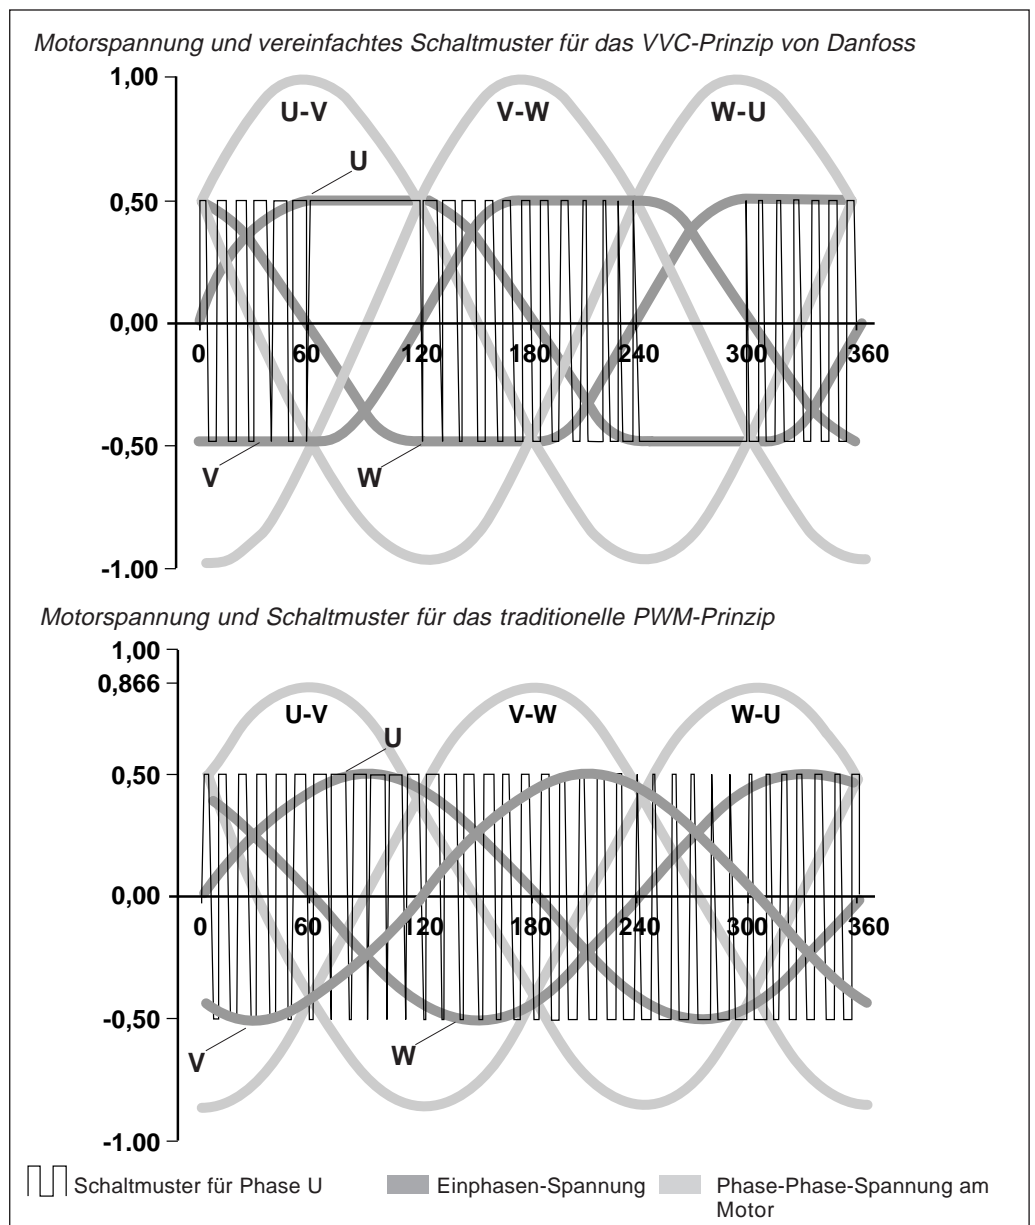 Motorspannung und vereinfachtes Schaltmuster für das VVC-Prinzip von Danfoss
1,00
U-V
V-W
W-U
U
0,50
0,00
0
60
120
180
240
300
360
-0,50
V
W
-1.00
Motorspannung und Schaltmuster für das traditionelle PWM-Prinzip
1,00
0,866
U-V
V-W
W-U
U
0,50
0,00
0
60
120
180
240
300
360
-0,50
V
W
-1.00
Schaltmuster für Phase U
Einphasen-Spannung
Phase-Phase-Spannung am
Motor